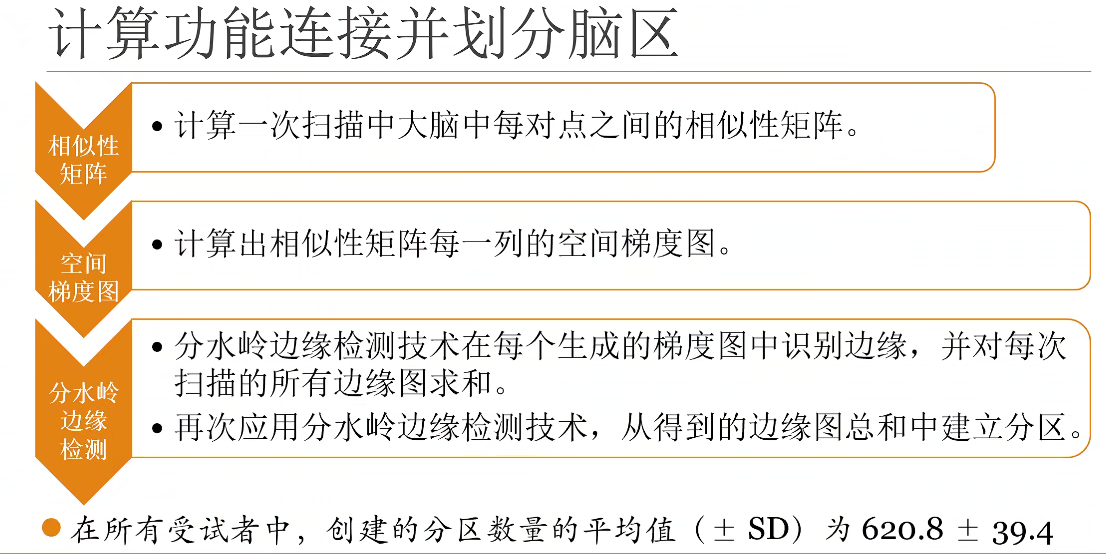 计算功能连接并划分脑区
相似性
矩阵
• 计算一次扫描中大脑中每对点之间的相似性矩阵。
空间
梯度图
• 计算出相似性矩阵每一列的空间梯度图。
分水岭
边缘
检测
• 分水岭边缘检测技术在每个生成的梯度图中识别边缘，并对每次
扫描的所有边缘图求和。
• 再次应用分水岭边缘检测技术，从得到的边缘图总和中建立分区。
在所有受试者中，创建的分区数量的平均值（± SD）为 620.8 ± 39.4